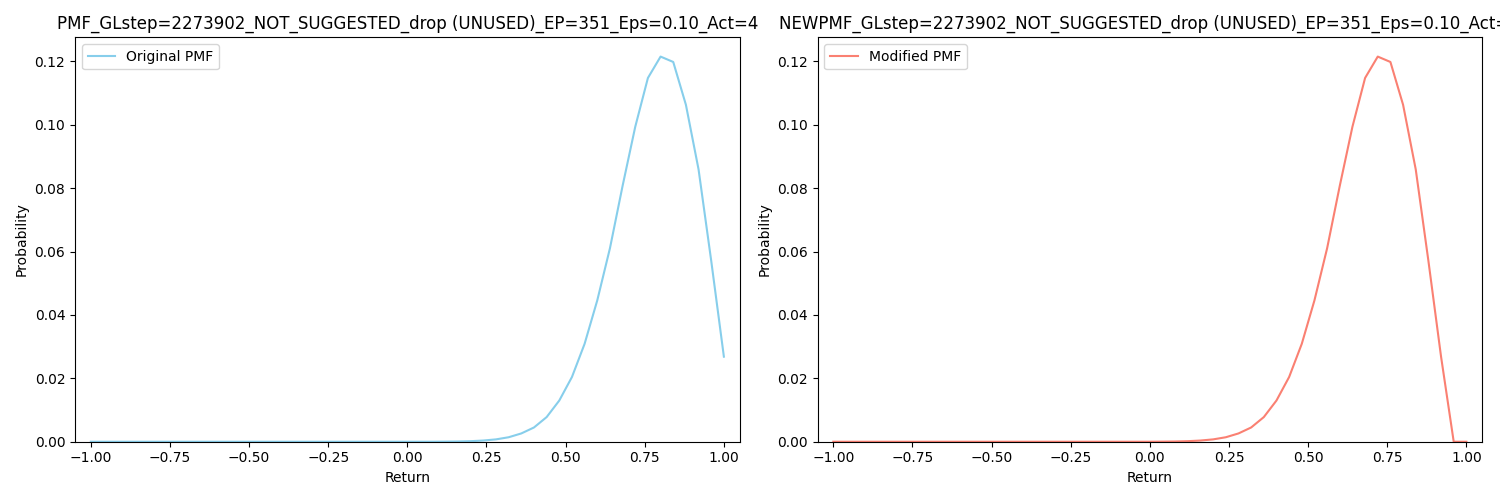 PMF_GLstep=2273902_NOT_SUGGESTED_drop (UNUSED)_EP=351_Eps=0.10_Act=4
Original PMF
0.12
0.10
0.08
0.06
0.04
0.02
0.00
Probability
−1.00 −0.75 −0.50 −0.25 0.00 0.25 0.50 0.75 1.00
Return
NEWPMF_GLstep=2273902_NOT_SUGGESTED_drop (UNUSED)_EP=351_Eps=0.10_Act=
Modified PMF
0.12
0.10
0.08
0.06
0.04
0.02
0.00
Probability
−1.00 −0.75 −0.50 −0.25 0.00 0.25 0.50 0.75 1.00
Return